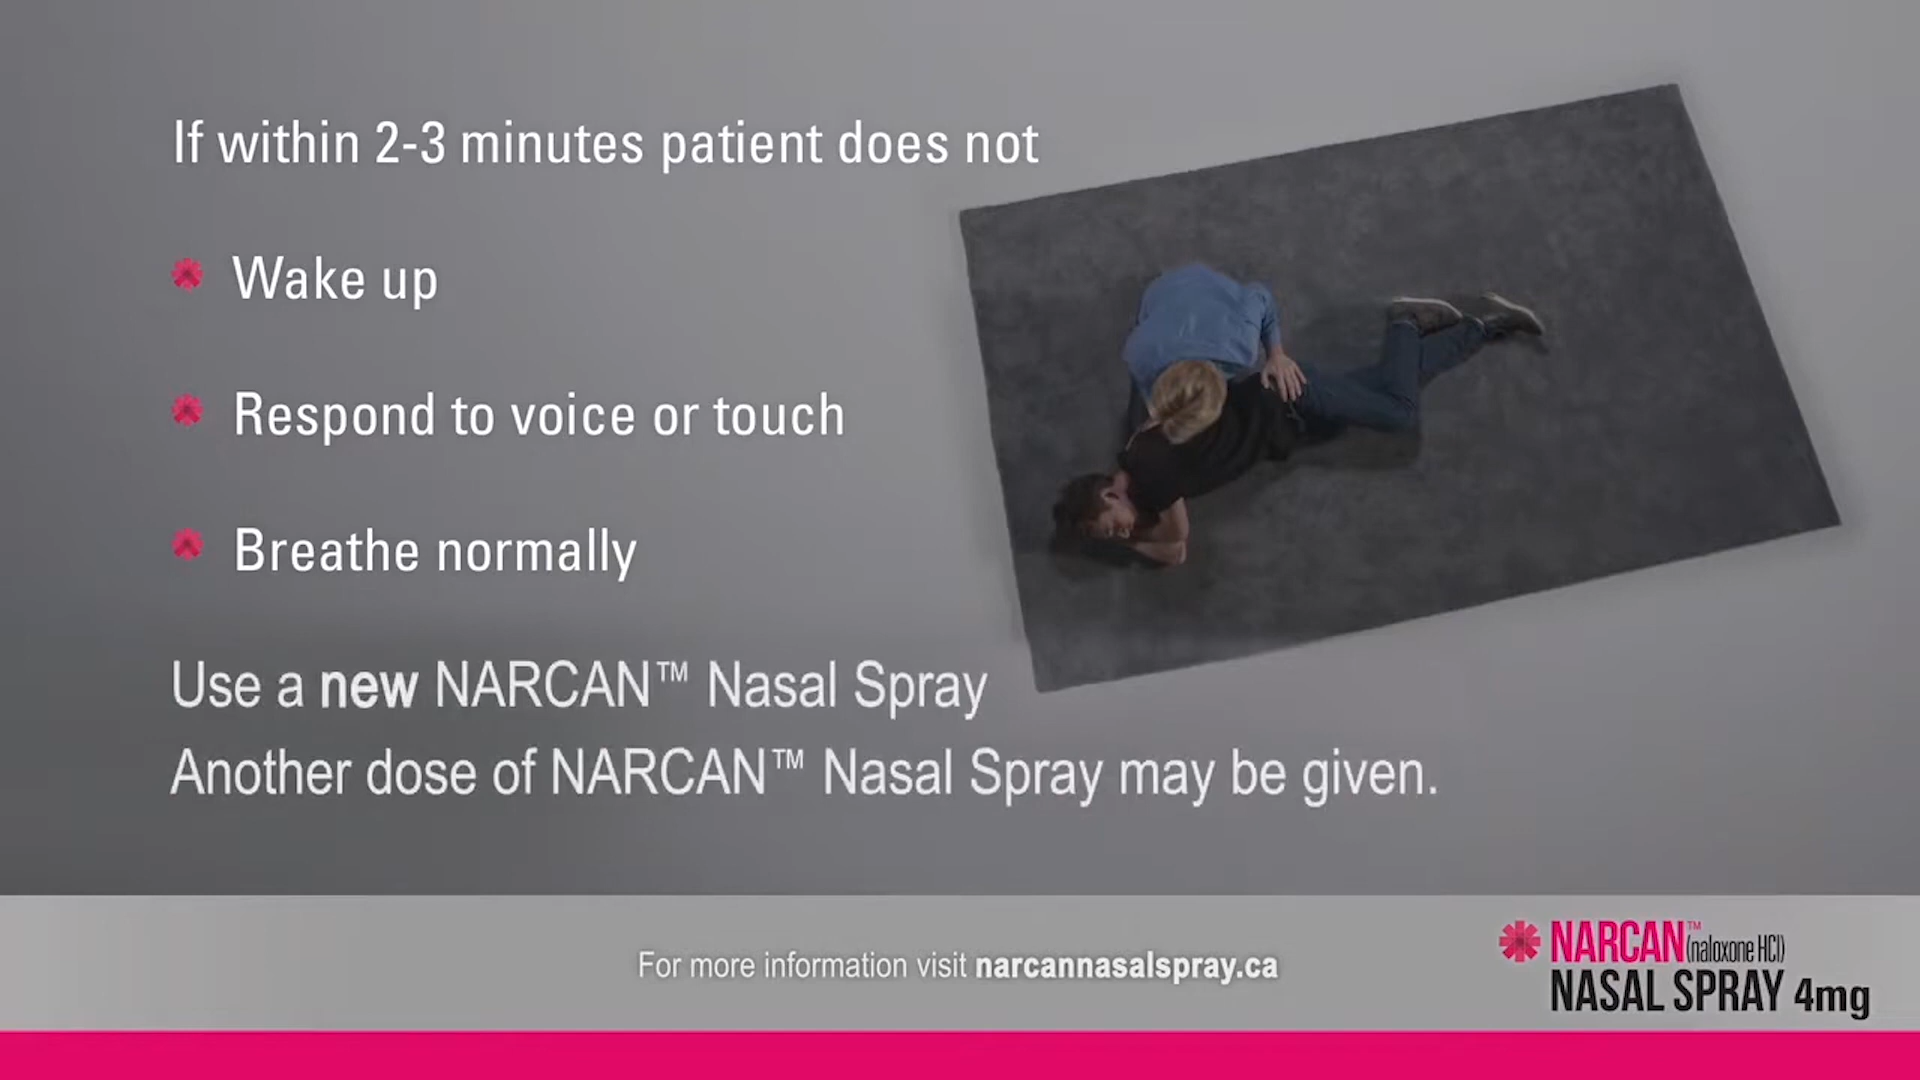 If within 2-3 minutes patient does not
Wake up
Respond to voice or touch
Breathe normally
Use a new NARCAN™ Nasal Spray
Another dose of NARCAN™ Nasal Spray may be given.
For more information visit narcannasalspray.ca
NARCAN™ (naloxone HCl)
NASAL SPRAY 4mg